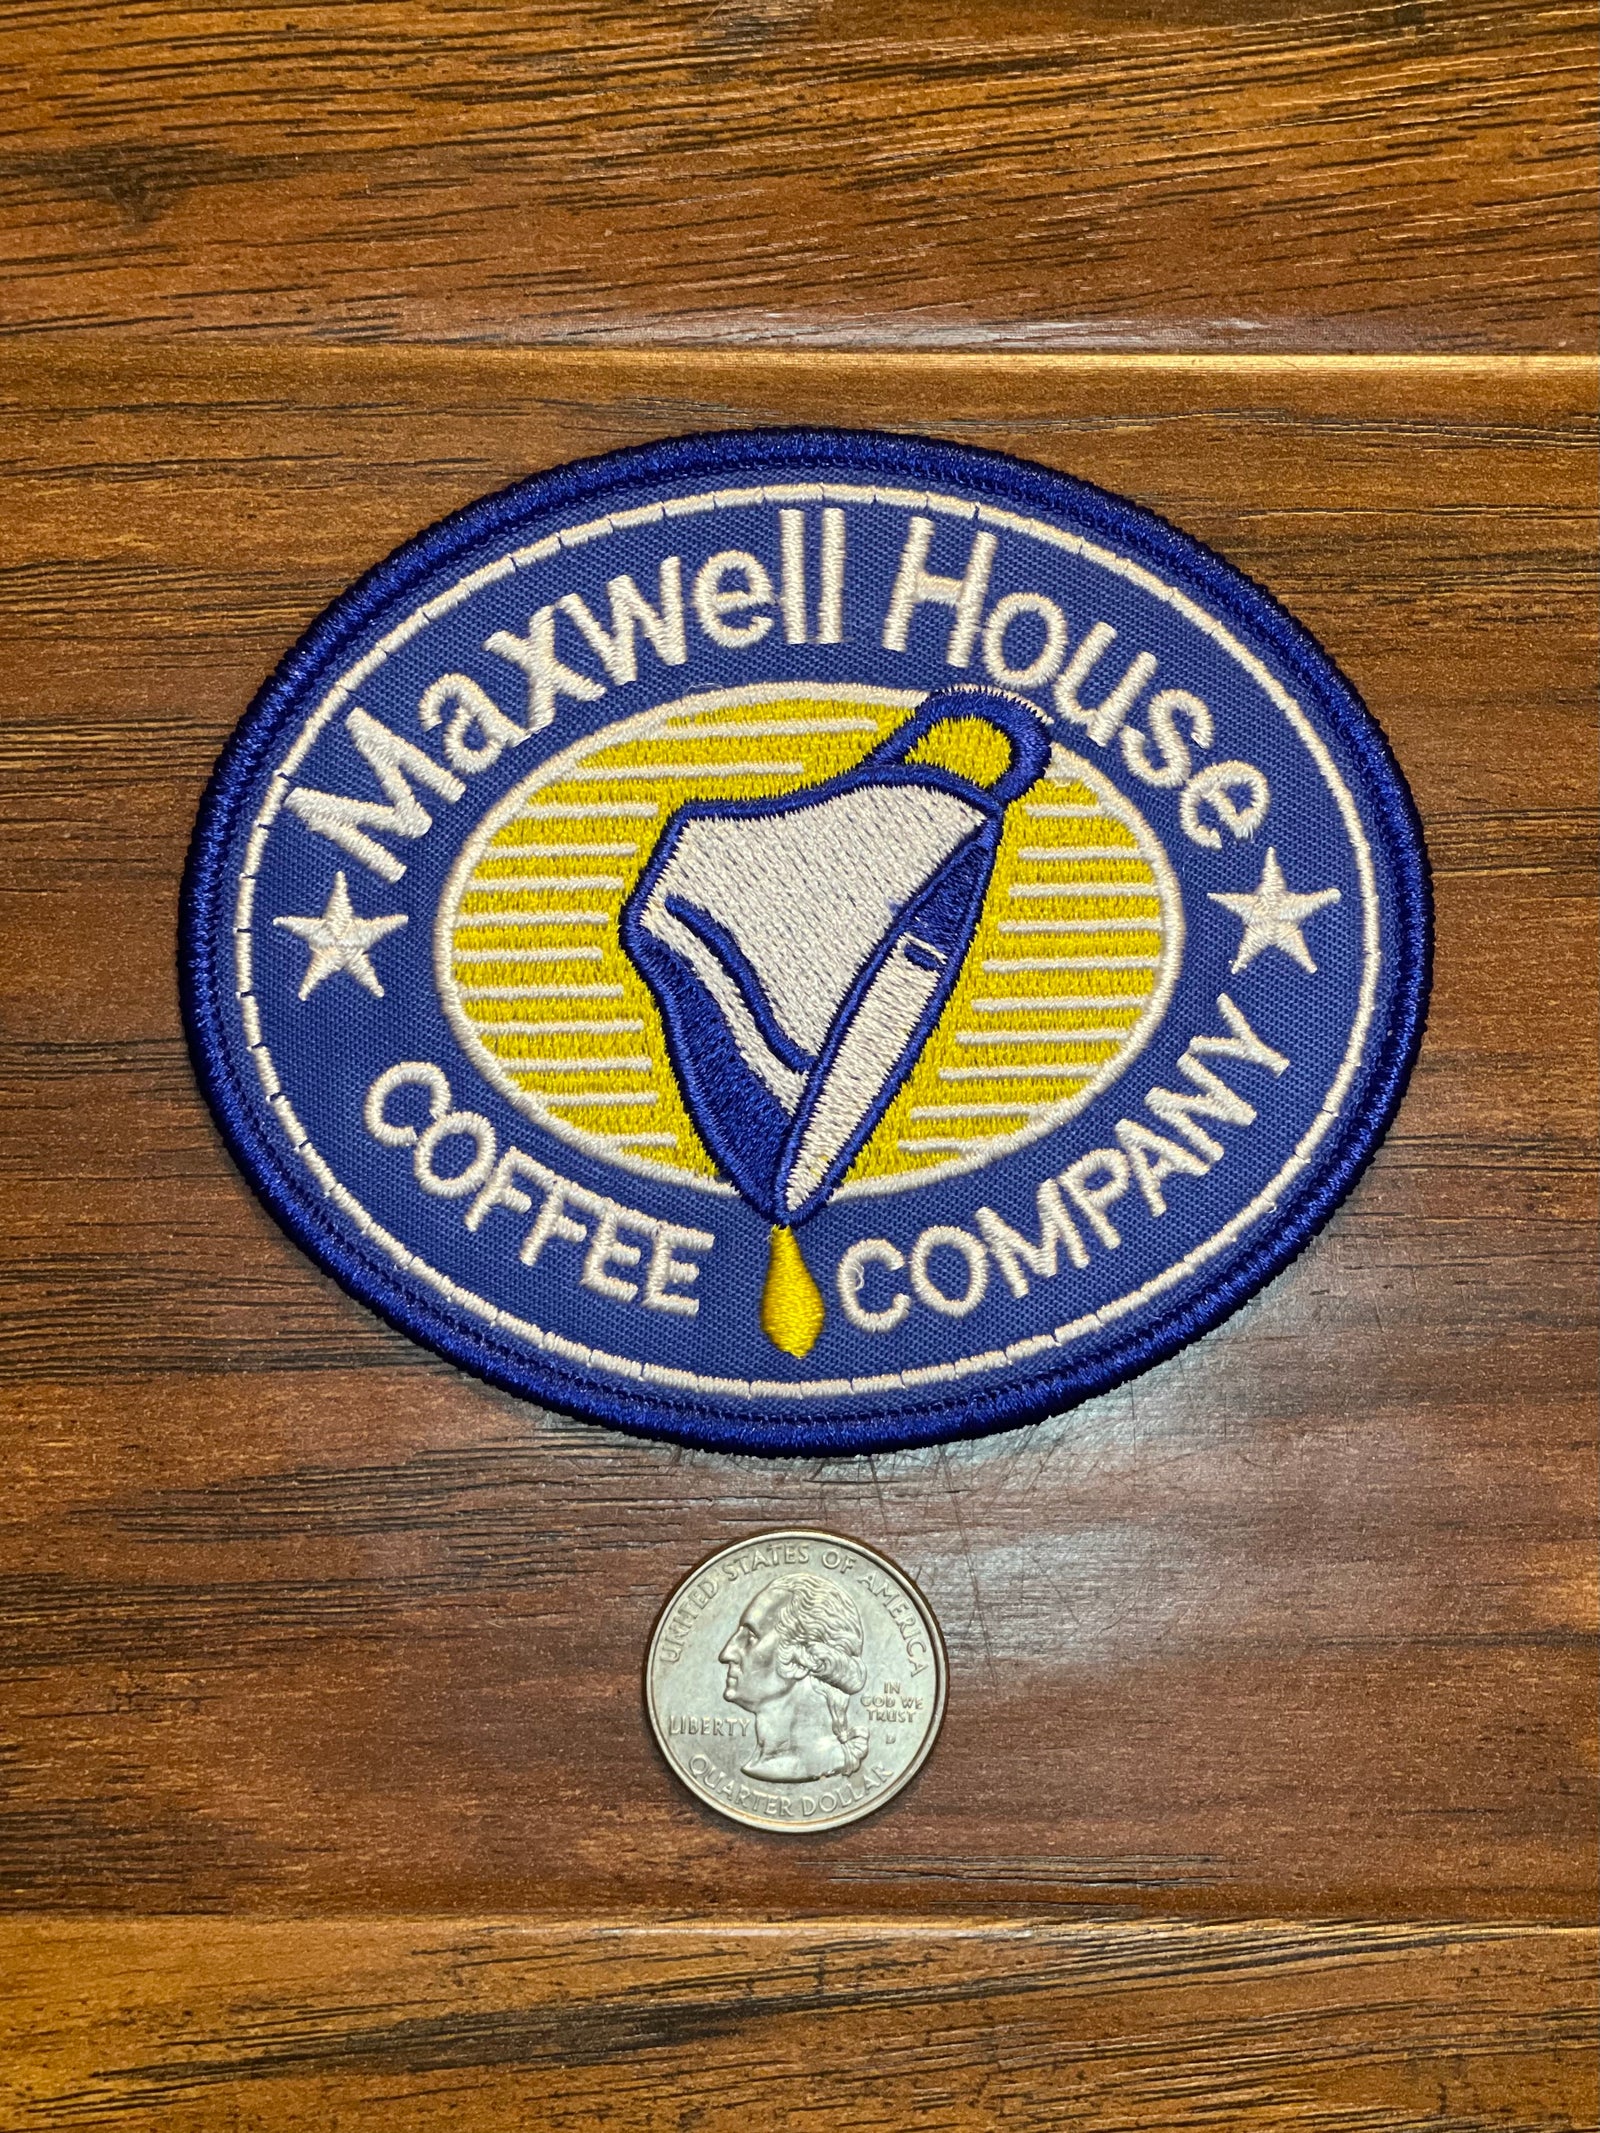 Maxwell House
COFFEE COMPANY
UNITED STATES OF AMERICA
IN
GOD WE
TRUST
LIBERTY
D
QUARTER DOLLAR